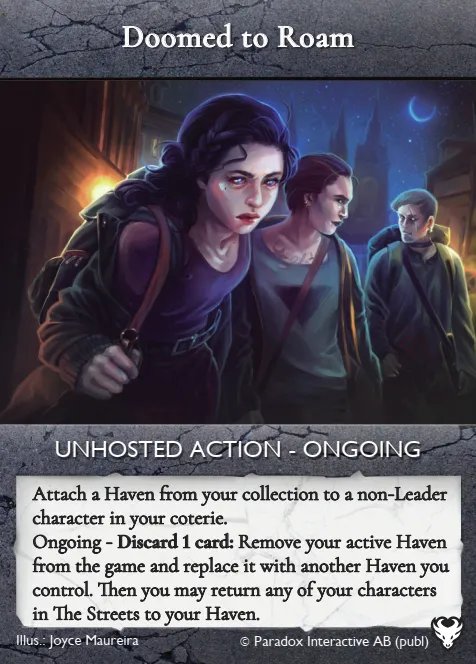 Doomed to Roam
UNHOSTED ACTION - ONGOING
Attach a Haven from your collection to a non-Leader
character in your coterie.
Ongoing - Discard 1 card: Remove your active Haven
from the game and replace it with another Haven you
control. Then you may return any of your characters
in The Streets to your Haven.
Illus.: Joyce Maureira
© Paradox Interactive AB (publ)